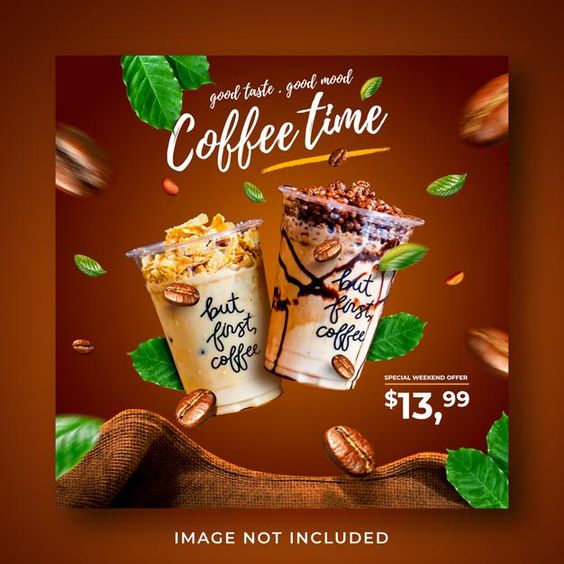 good taste . good mood
Coffee time
but
first,
coffee
but
first,
coffee
SPECIAL WEEKEND OFFER
$13,99
IMAGE NOT INCLUDED